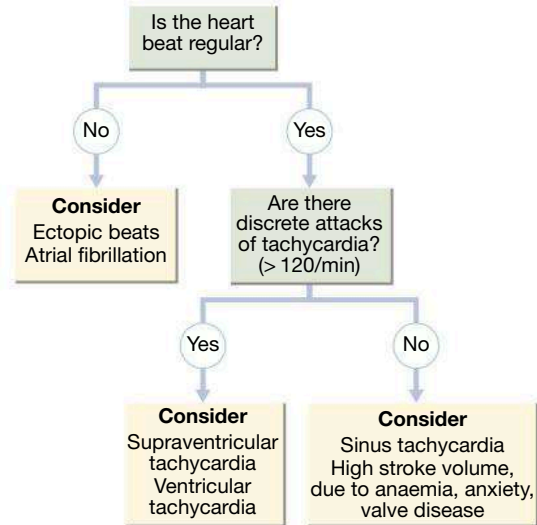 Is the heart
beat regular?
No
Yes
Consider
Ectopic beats
Atrial fibrillation
Are there
discrete attacks
of tachycardia?
(> 120/min)
Yes
No
Consider
Supraventricular
tachycardia
Ventricular
tachycardia
Consider
Sinus tachycardia
High stroke volume,
due to anaemia, anxiety,
valve disease